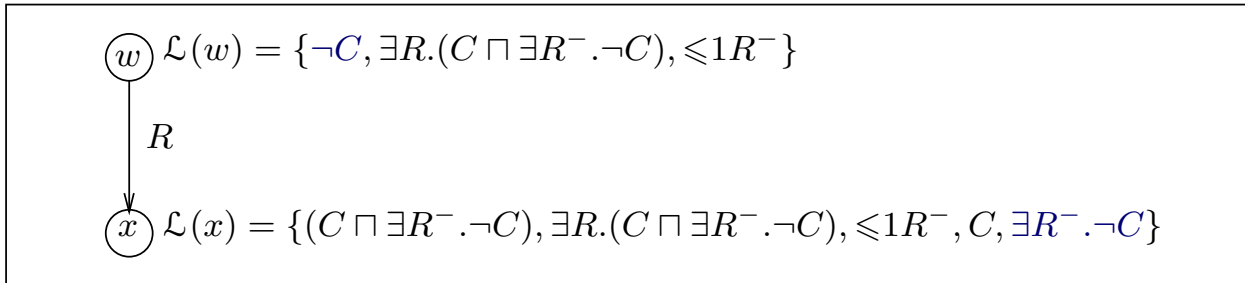 w ℒ(w) = {¬C, ∃R.(C ⊓ ∃R⁻.¬C), ⩽1R⁻}
R
x ℒ(x) = {(C ⊓ ∃R⁻.¬C), ∃R.(C ⊓ ∃R⁻.¬C), ⩽1R⁻, C, ∃R⁻.¬C}